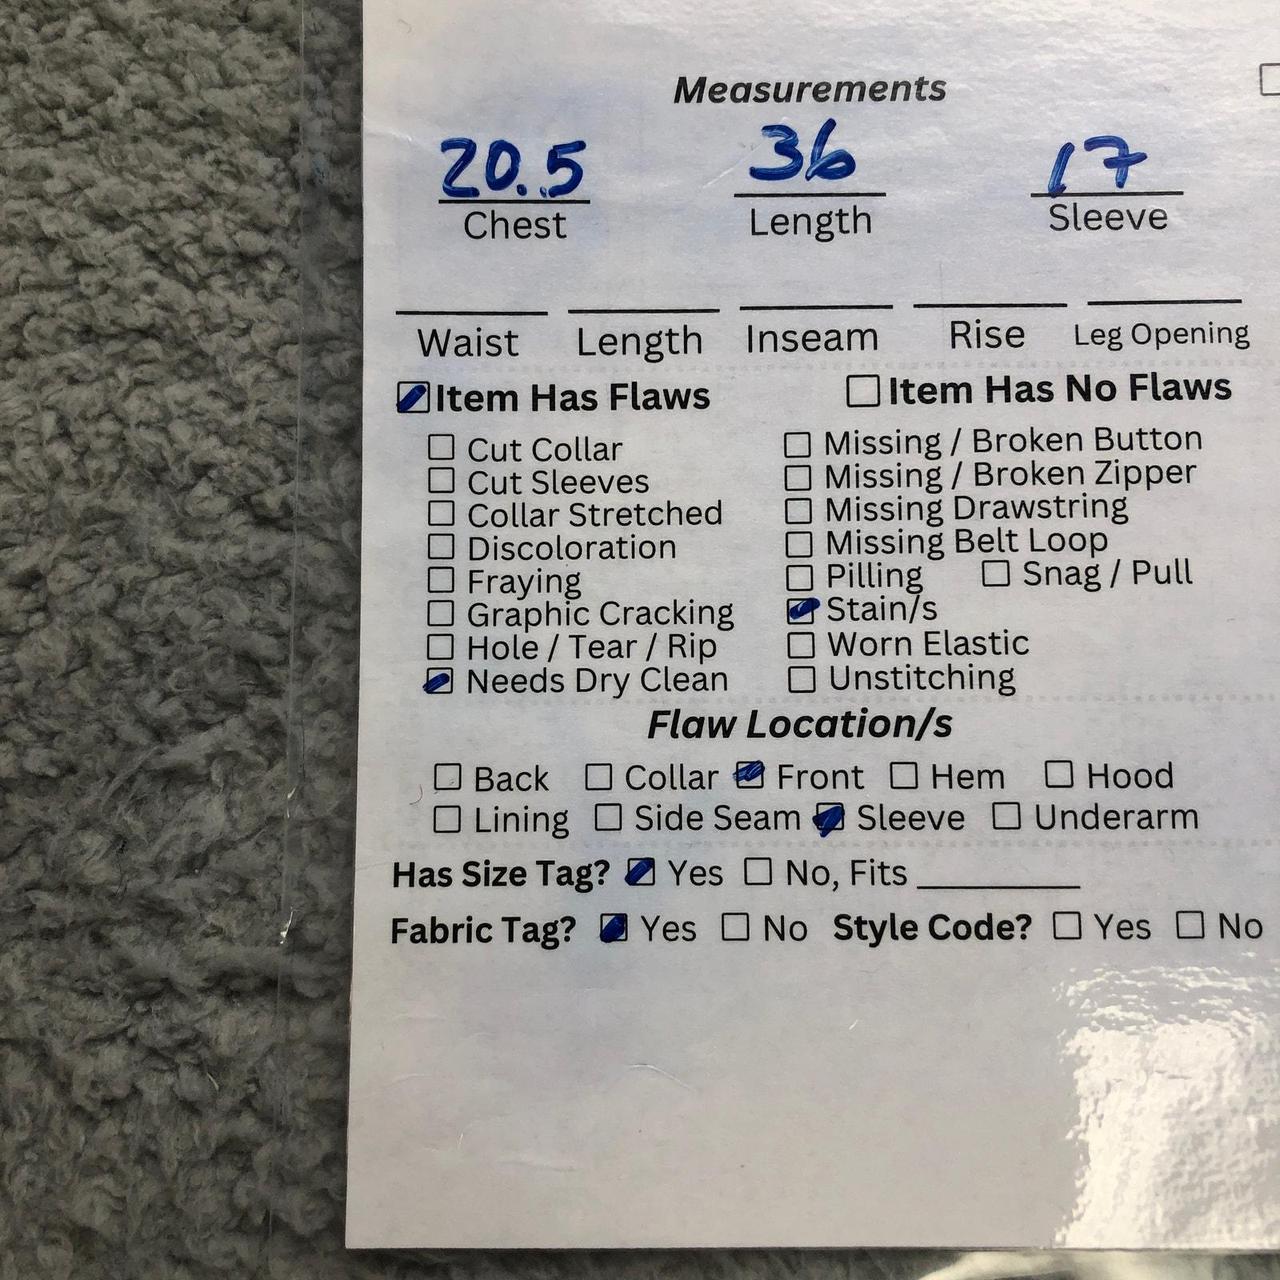 Measurements
20.5 36 17
Chest Length Sleeve
Waist Length Inseam Rise Leg Opening
Item Has Flaws Item Has No Flaws
Cut Collar Missing / Broken Button
Cut Sleeves Missing / Broken Zipper
Collar Stretched Missing Drawstring
Discoloration Missing Belt Loop
Fraying Pilling Snag / Pull
Graphic Cracking Stain/s
Hole / Tear / Rip Worn Elastic
Needs Dry Clean Unstitching
Flaw Location/s
Back Collar Front Hem Hood
Lining Side Seam Sleeve Underarm
Has Size Tag? Yes No, Fits
Fabric Tag? Yes No Style Code? Yes No